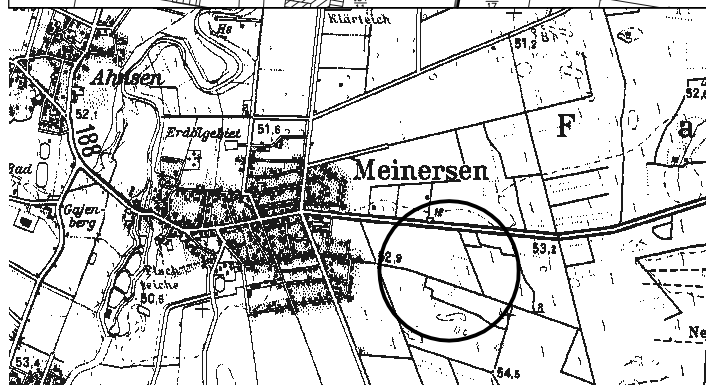 Klärteich
Hs
51,2
Ahnsen
52,1
188
Erdölgebiet
51,6
F
a
52,
Meinersen
Bad
Gajen-
berg
52,9
53,2
Fisch
teiche
50,6
53,4
54,5
Ne